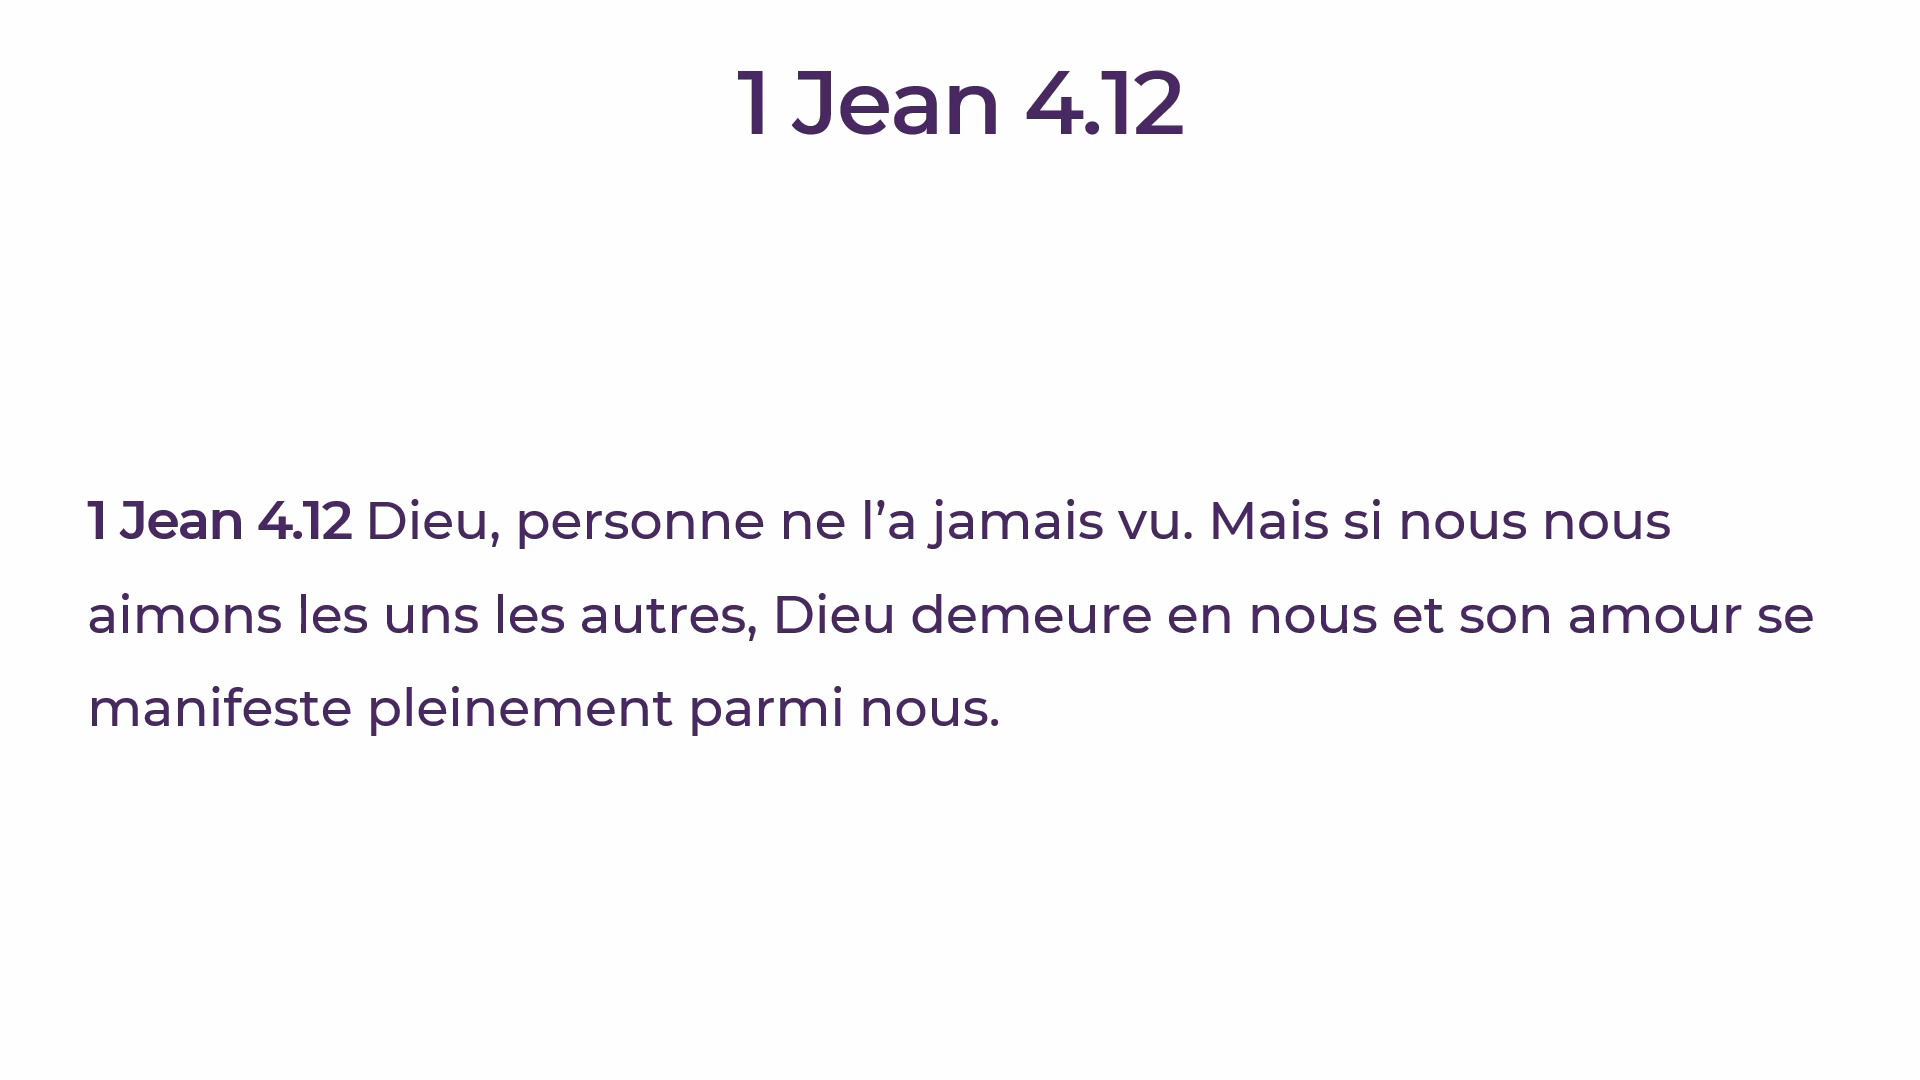 1 Jean 4.12
1 Jean 4.12 Dieu, personne ne l’a jamais vu. Mais si nous nous
aimons les uns les autres, Dieu demeure en nous et son amour se
manifeste pleinement parmi nous.